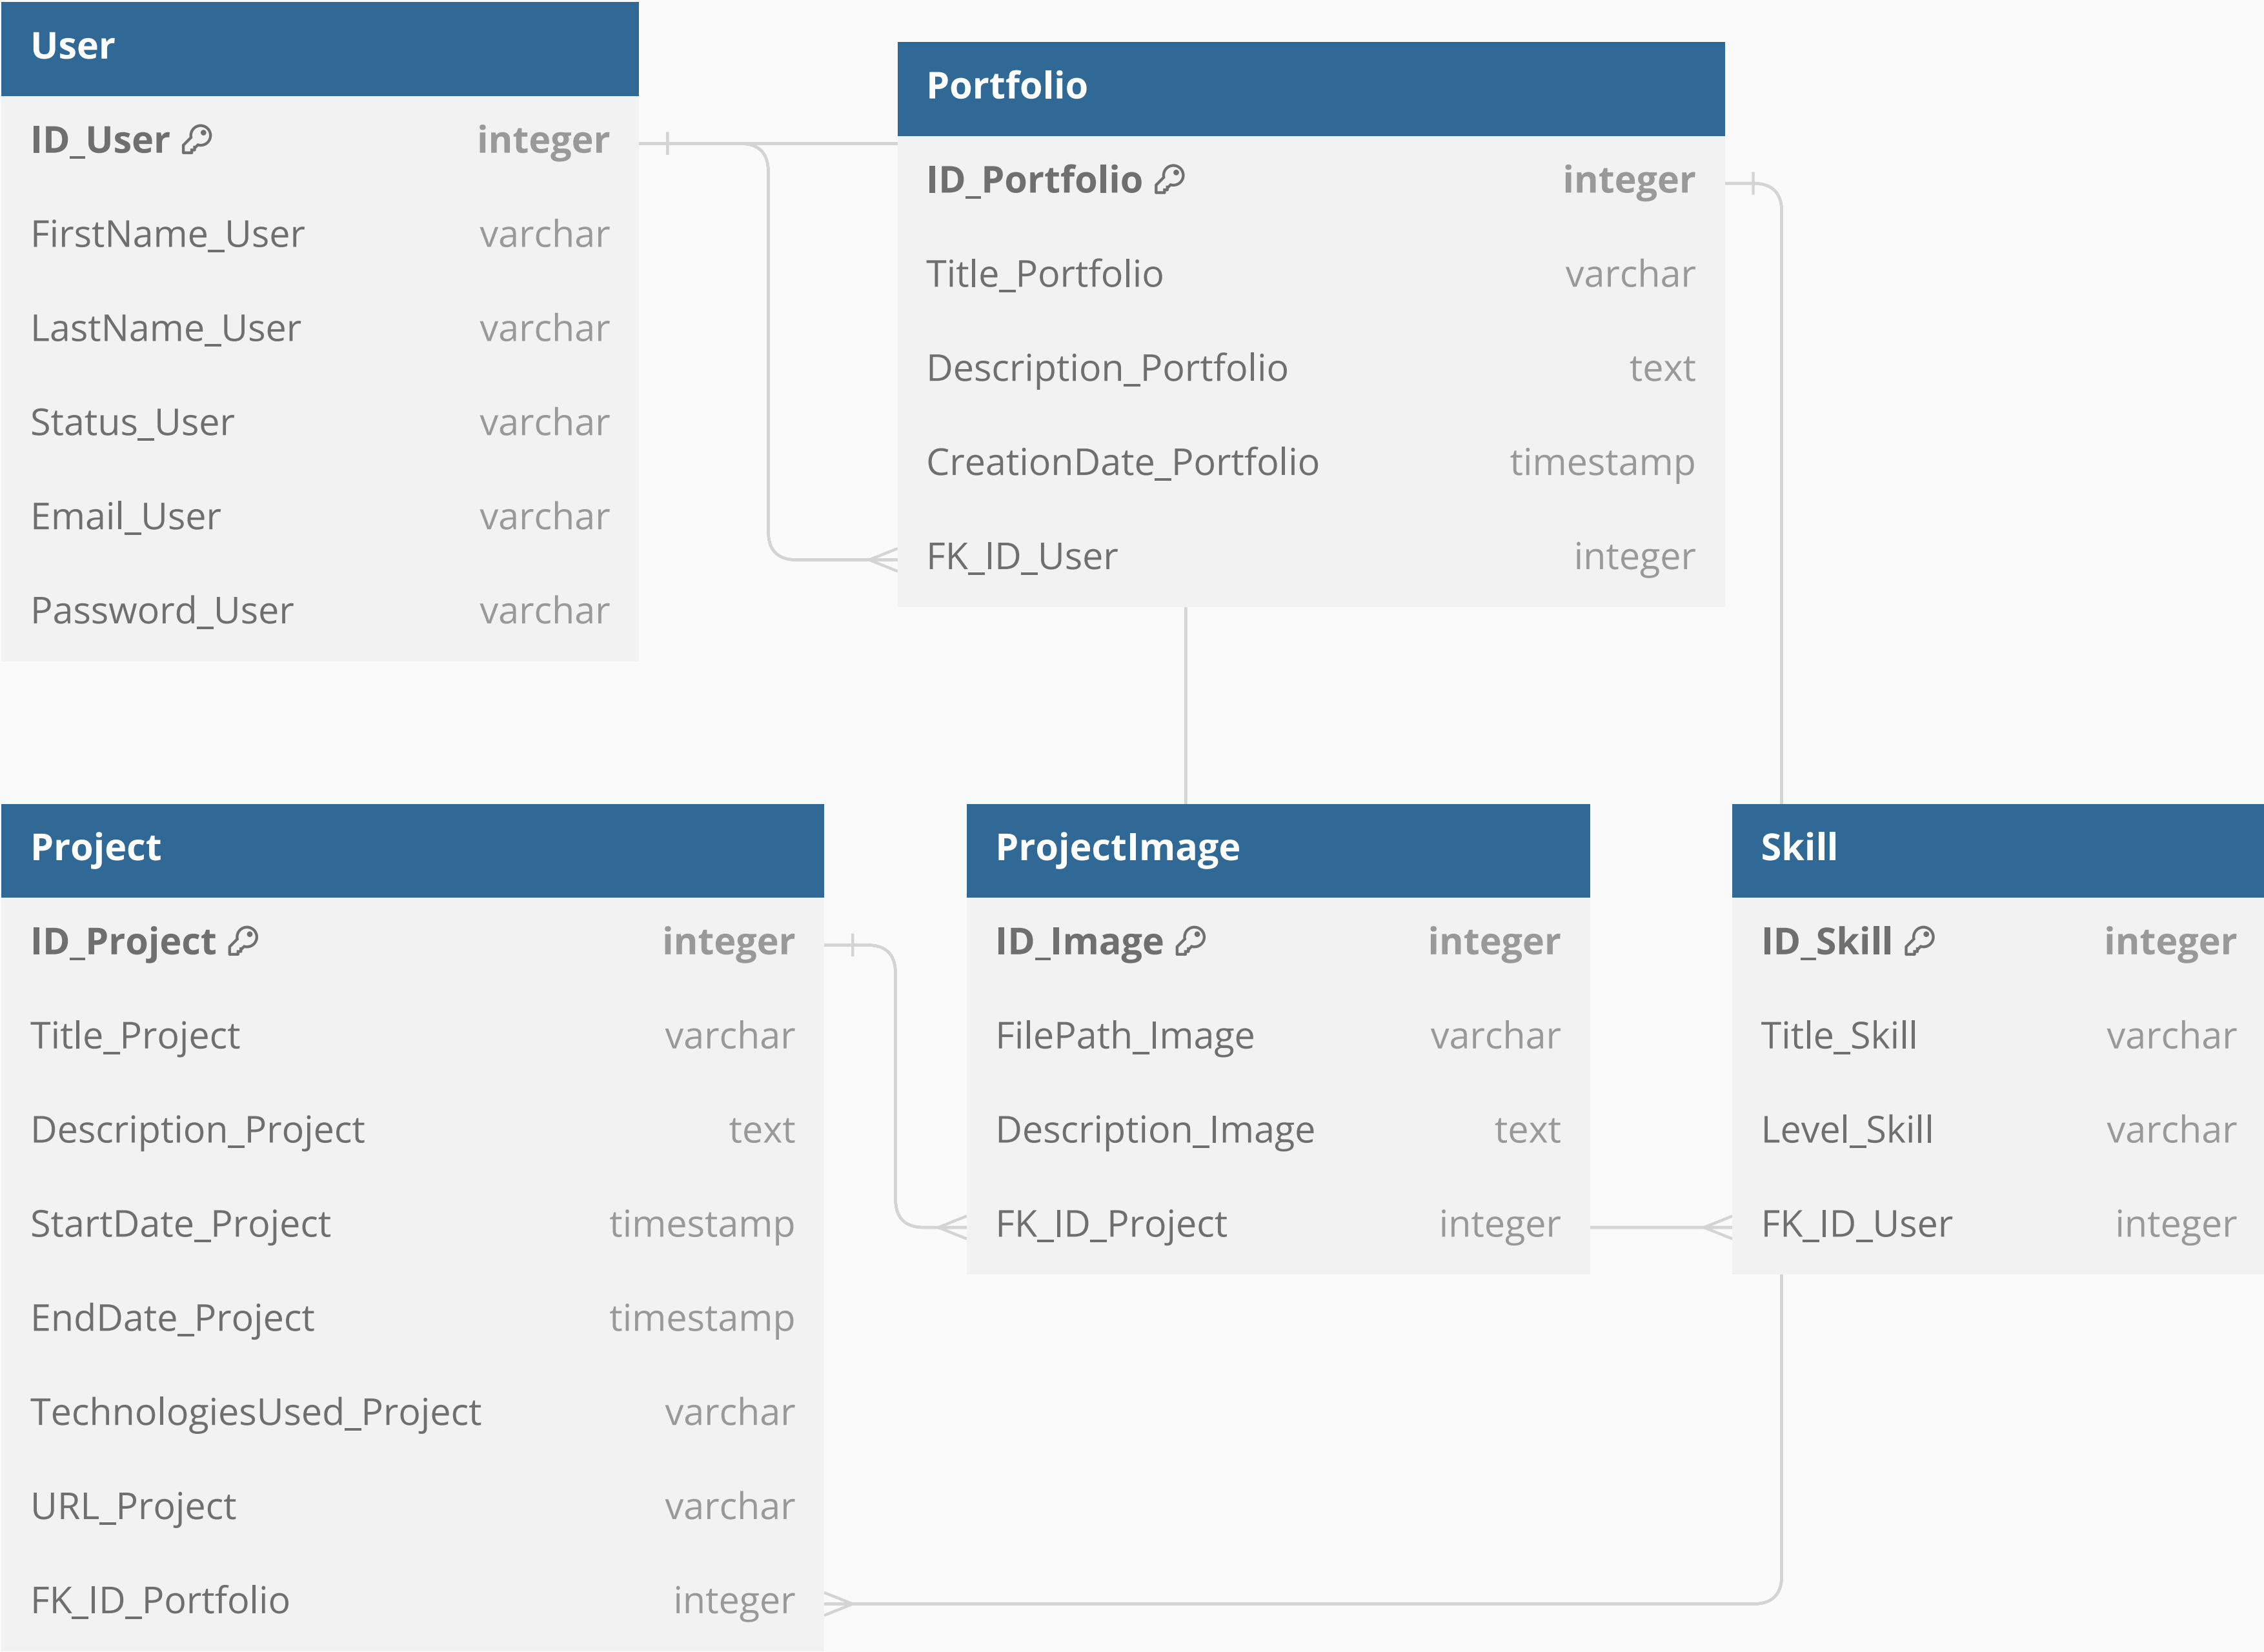 User
ID_User integer
FirstName_User varchar
LastName_User varchar
Status_User varchar
Email_User varchar
Password_User varchar
Portfolio
ID_Portfolio integer
Title_Portfolio varchar
Description_Portfolio text
CreationDate_Portfolio timestamp
FK_ID_User integer
Project
ID_Project integer
Title_Project varchar
Description_Project text
StartDate_Project timestamp
EndDate_Project timestamp
TechnologiesUsed_Project varchar
URL_Project varchar
FK_ID_Portfolio integer
ProjectImage
ID_Image integer
FilePath_Image varchar
Description_Image text
FK_ID_Project integer
Skill
ID_Skill integer
Title_Skill varchar
Level_Skill varchar
FK_ID_User integer